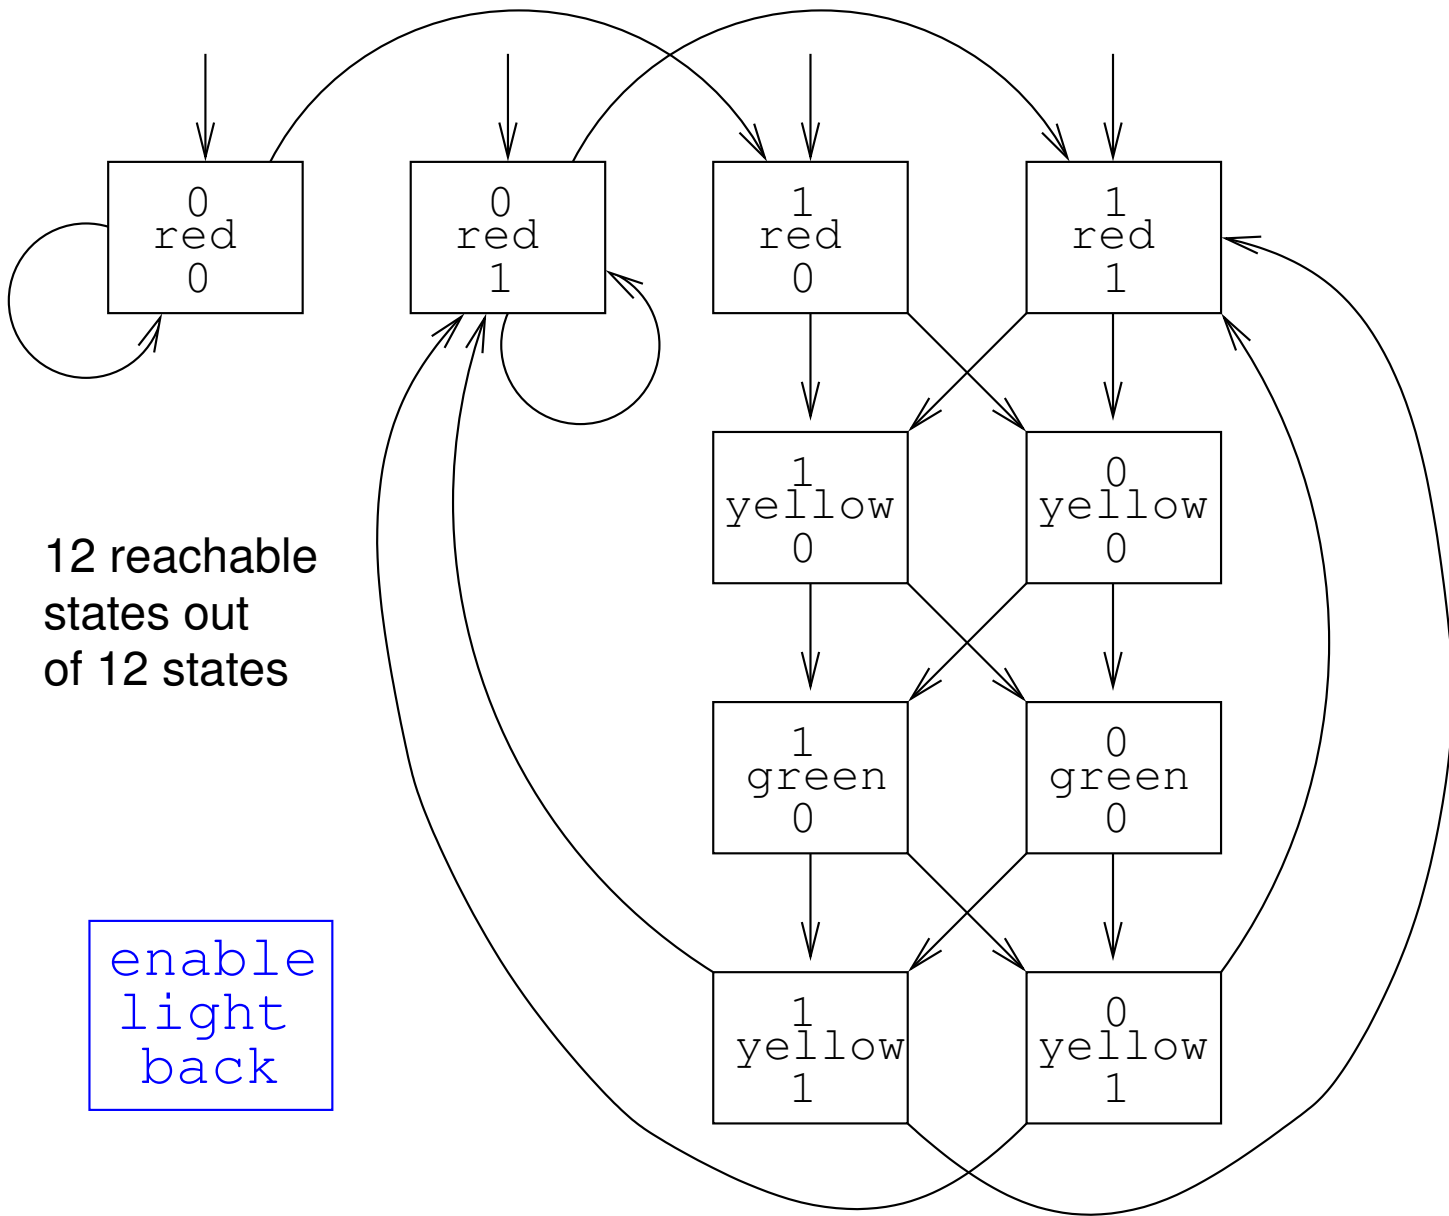 0
red
0
0
red
1
1
red
0
1
red
1
1
yellow
0
0
yellow
0
12 reachable
states out
of 12 states
1
green
0
0
green
0
enable
light
back
1
yellow
1
0
yellow
1